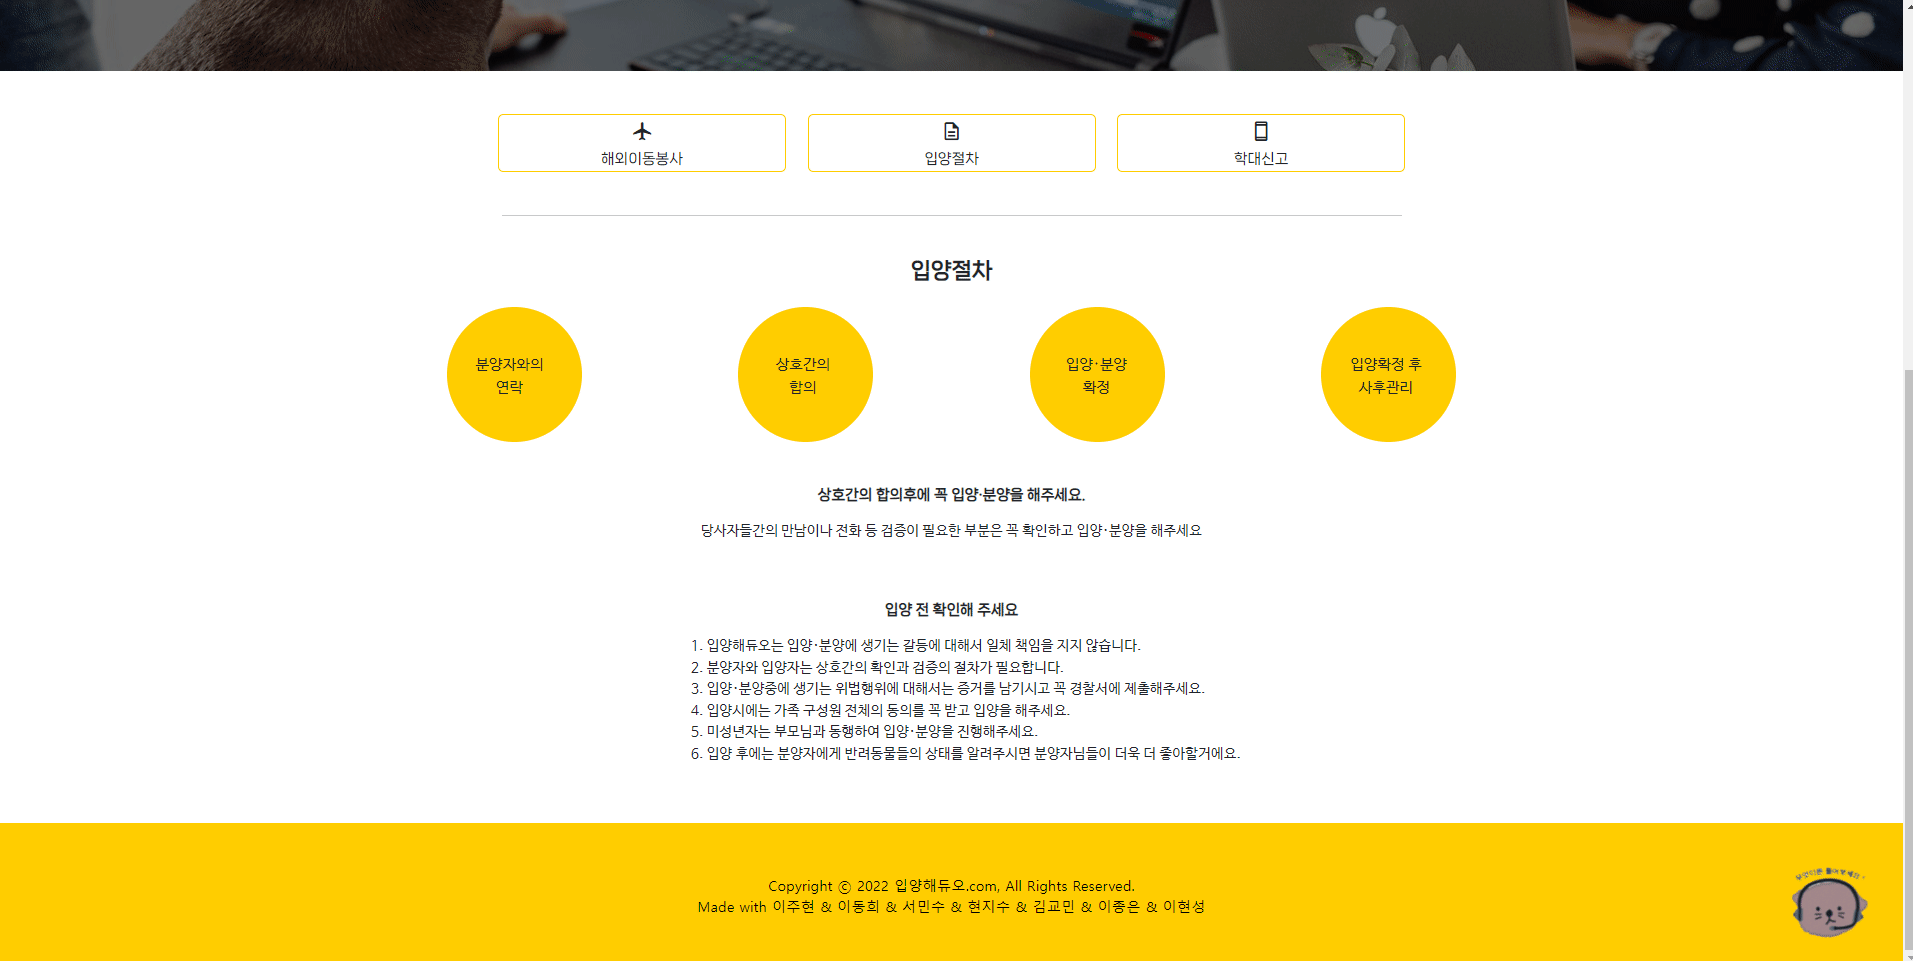 해외이동봉사
입양절차
학대신고
입양절차
분양자와의
연락
상호간의
합의
입양·분양
확정
입양확정 후
사후관리
상호간의 합의후에 꼭 입양·분양을 해주세요.
당사자들간의 만남이나 전화 등 검증이 필요한 부분은 꼭 확인하고 입양·분양을 해주세요
입양 전 확인해 주세요
1. 입양해듀오는 입양·분양에 생기는 갈등에 대해서 일체 책임을 지지 않습니다.
2. 분양자와 입양자는 상호간의 확인과 검증의 절차가 필요합니다.
3. 입양·분양중에 생기는 위법행위에 대해서는 증거를 남기시고 꼭 경찰서에 제출해주세요.
4. 입양시에는 가족 구성원 전체의 동의를 꼭 받고 입양을 해주세요.
5. 미성년자는 부모님과 동행하여 입양·분양을 진행해주세요.
6. 입양 후에는 분양자에게 반려동물들의 상태를 알려주시면 분양자님들이 더욱 더 좋아할거에요.
Copyright ⓒ 2022 입양해듀오.com, All Rights Reserved.
Made with 이주현 & 이동희 & 서민수 & 현지수 & 김교민 & 이종은 & 이현성
무엇이든 물어보세요